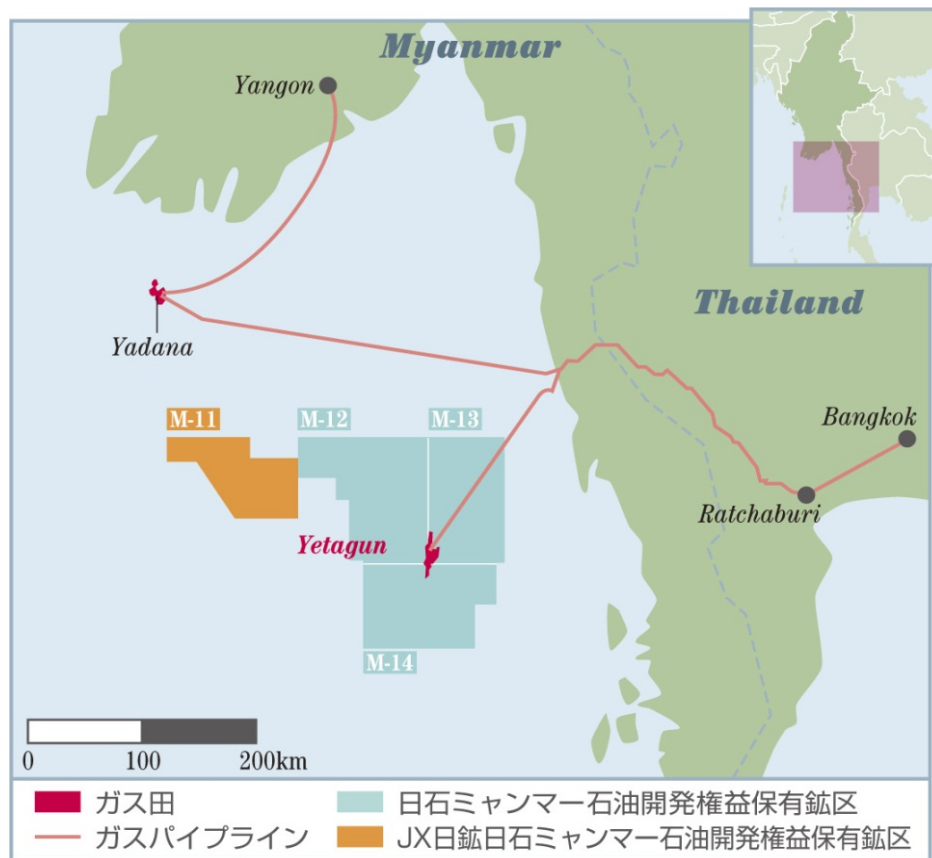 Myanmar
Yangon
Thailand
Yadana
M-11
M-12
M-13
Bangkok
Ratchaburi
Yetagun
M-14
0 100 200km
ガス田
日石ミャンマー石油開発権益保有鉱区
ガスパイプライン
JX日鉱日石ミャンマー石油開発権益保有鉱区